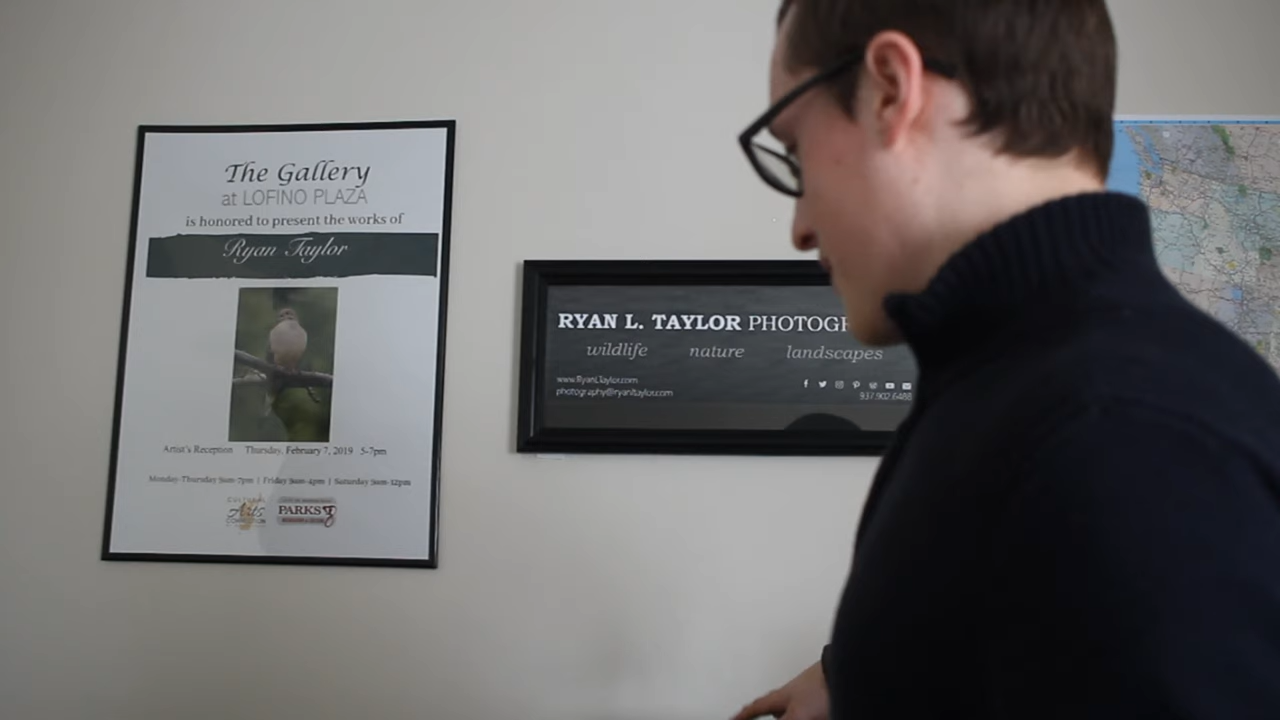 The Gallery
at LOFINO PLAZA
is honored to present the works of
Ryan Taylor
Artist's Reception Thursday, February 7, 2019 5-7pm
Monday-Thursday 9am-7pm | Friday 9am-4pm | Saturday 9am-12pm
Arts
PARKS
RYAN L. TAYLOR PHOTOGR
wildlife nature landscapes
www.RyanLTaylor.com
photography@ryanltaylor.com
937.902.6488